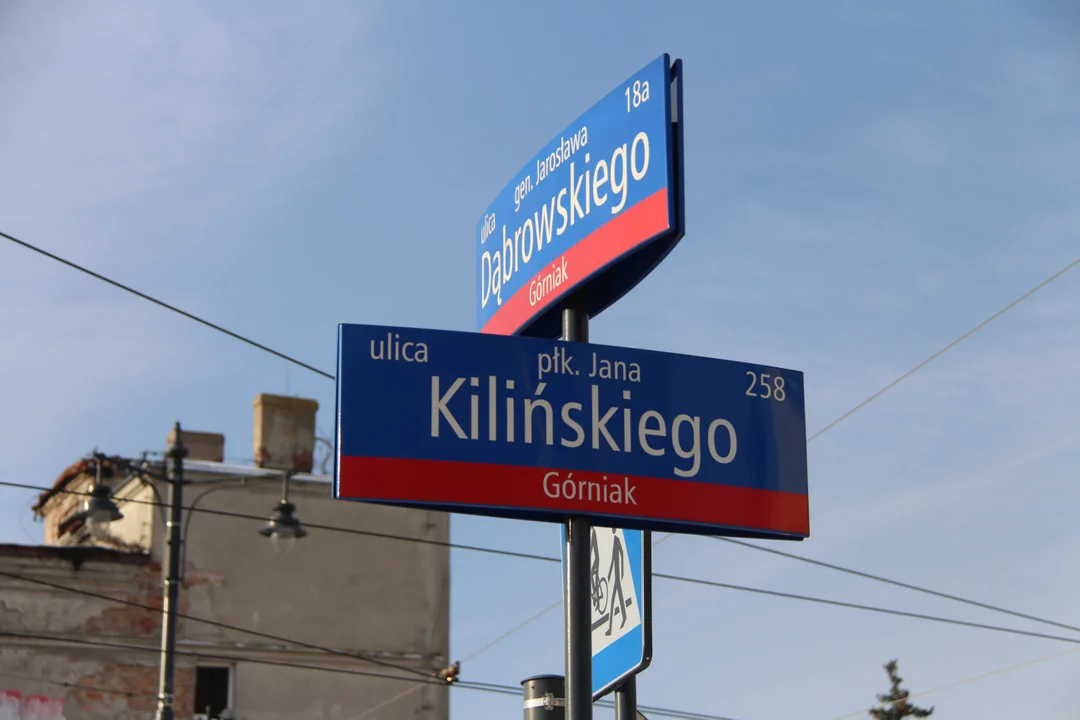 18a
ulica gen. Jarosława
Dąbrowskiego
Górniak
ulica płk. Jana 258
Kilińskiego
Górniak